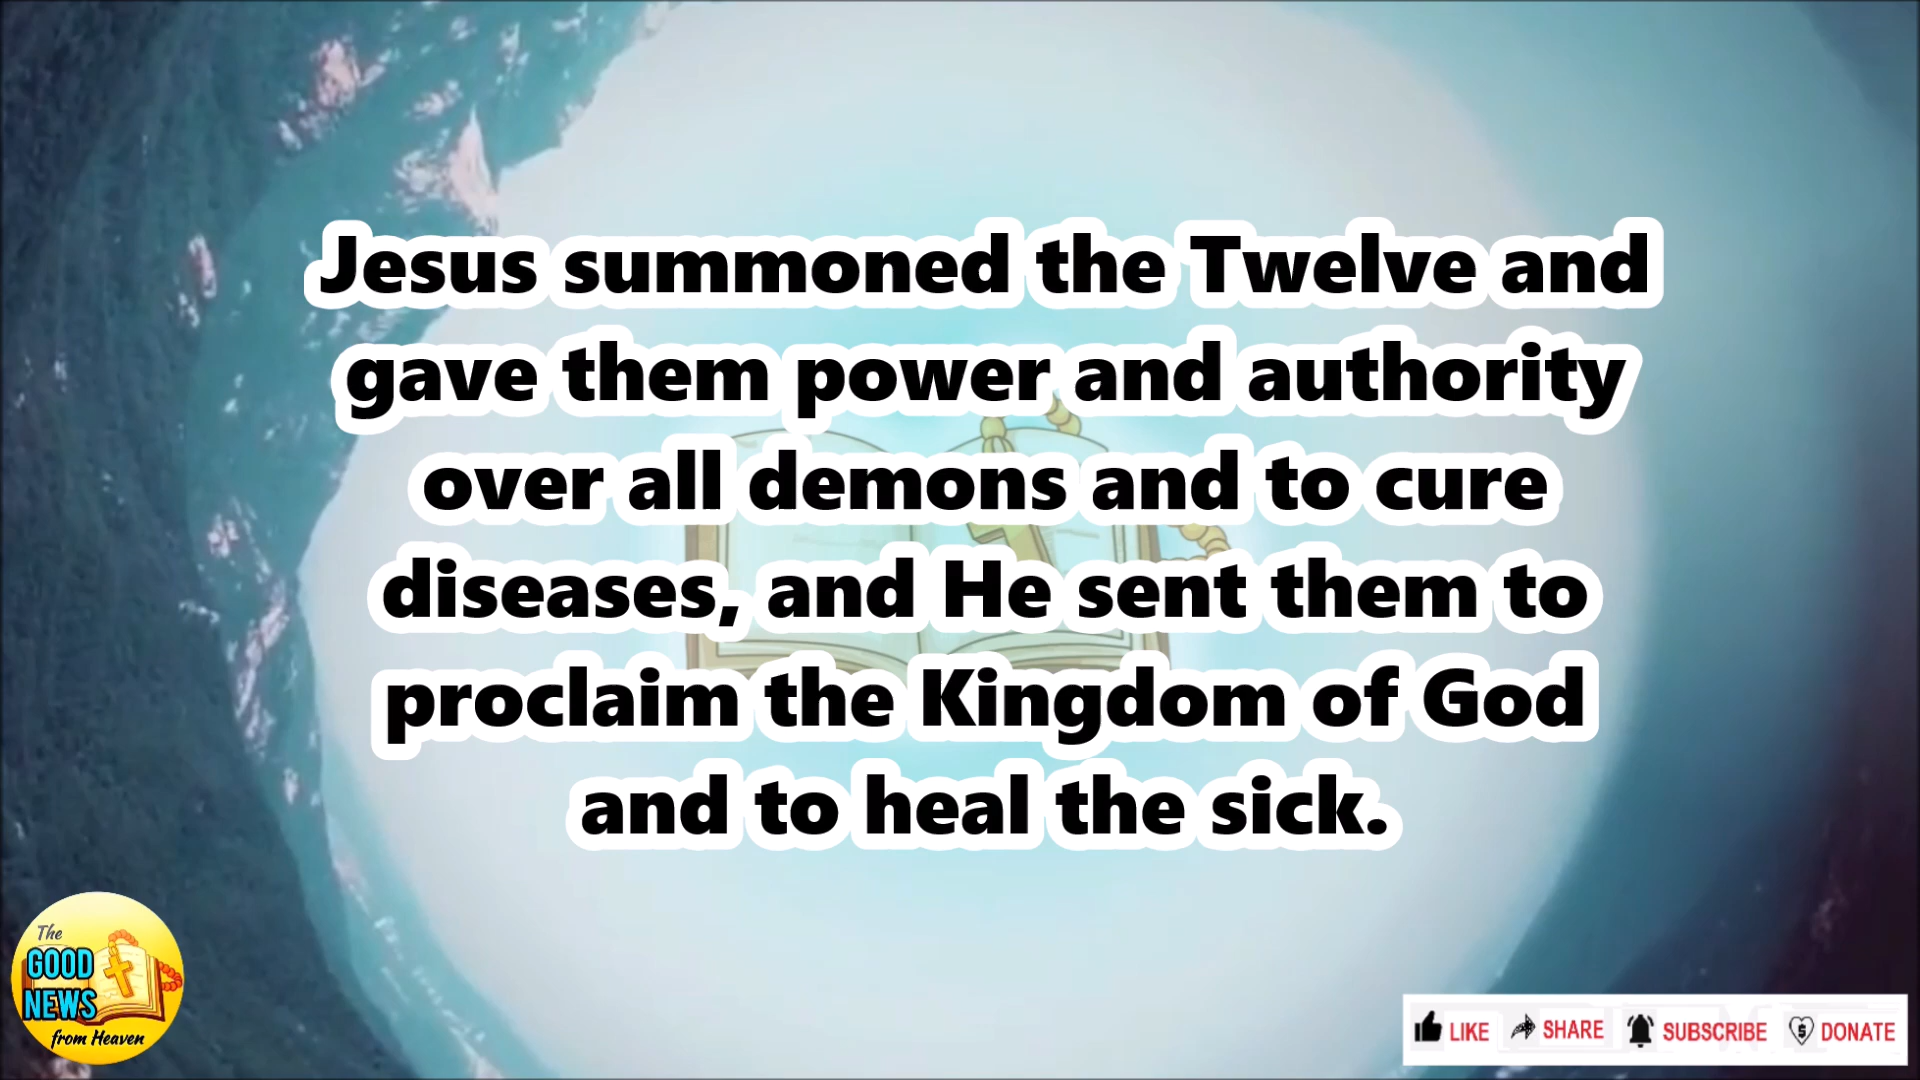 Jesus summoned the Twelve and
gave them power and authority
over all demons and to cure
diseases, and He sent them to
proclaim the Kingdom of God
and to heal the sick.
The
GOOD
NEWS
from Heaven
LIKE SHARE SUBSCRIBE $ DONATE